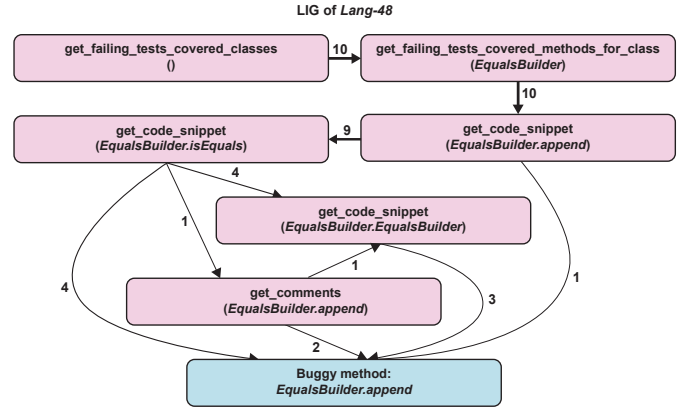 LIG of Lang-48
get_failing_tests_covered_classes
()
10
get_failing_tests_covered_methods_for_class
(EqualsBuilder)
10
get_code_snippet
(EqualsBuilder.isEquals)
9
get_code_snippet
(EqualsBuilder.append)
4
get_code_snippet
(EqualsBuilder.EqualsBuilder)
1
1
get_comments
(EqualsBuilder.append)
4
3
1
2
Buggy method:
EqualsBuilder.append